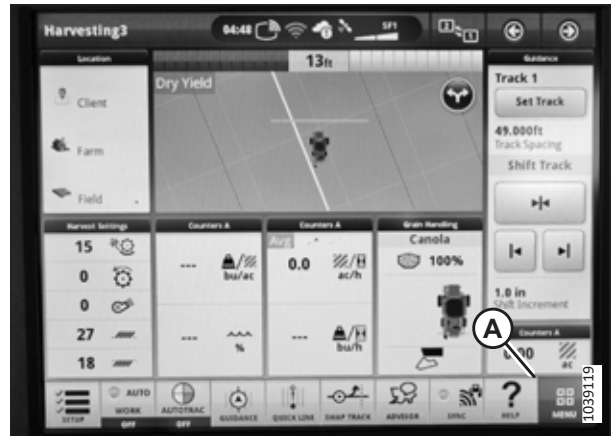 Harvesting3
04:48
SF1
2
1
Location
13ft
Guidance
Dry Yield
Track 1
Client
Set Track
49.000ft
Track Spacing
Farm
Shift Track
Field
Harvest Settings
Counters A
Counters A
Grain Handling
15
0
0
27
18
---
bu/ac
---
%
Avg
0.0
ac/h
---
bu/h
Canola
100%
1.0 in
Shift Increment
Counters A
ac
A
SETUP
AUTO
WORK
OFF
AUTOTRAC
OFF
GUIDANCE
QUICK LINE
SWAP TRACK
ADVISOR
SYNC
HELP
MENU
1039119